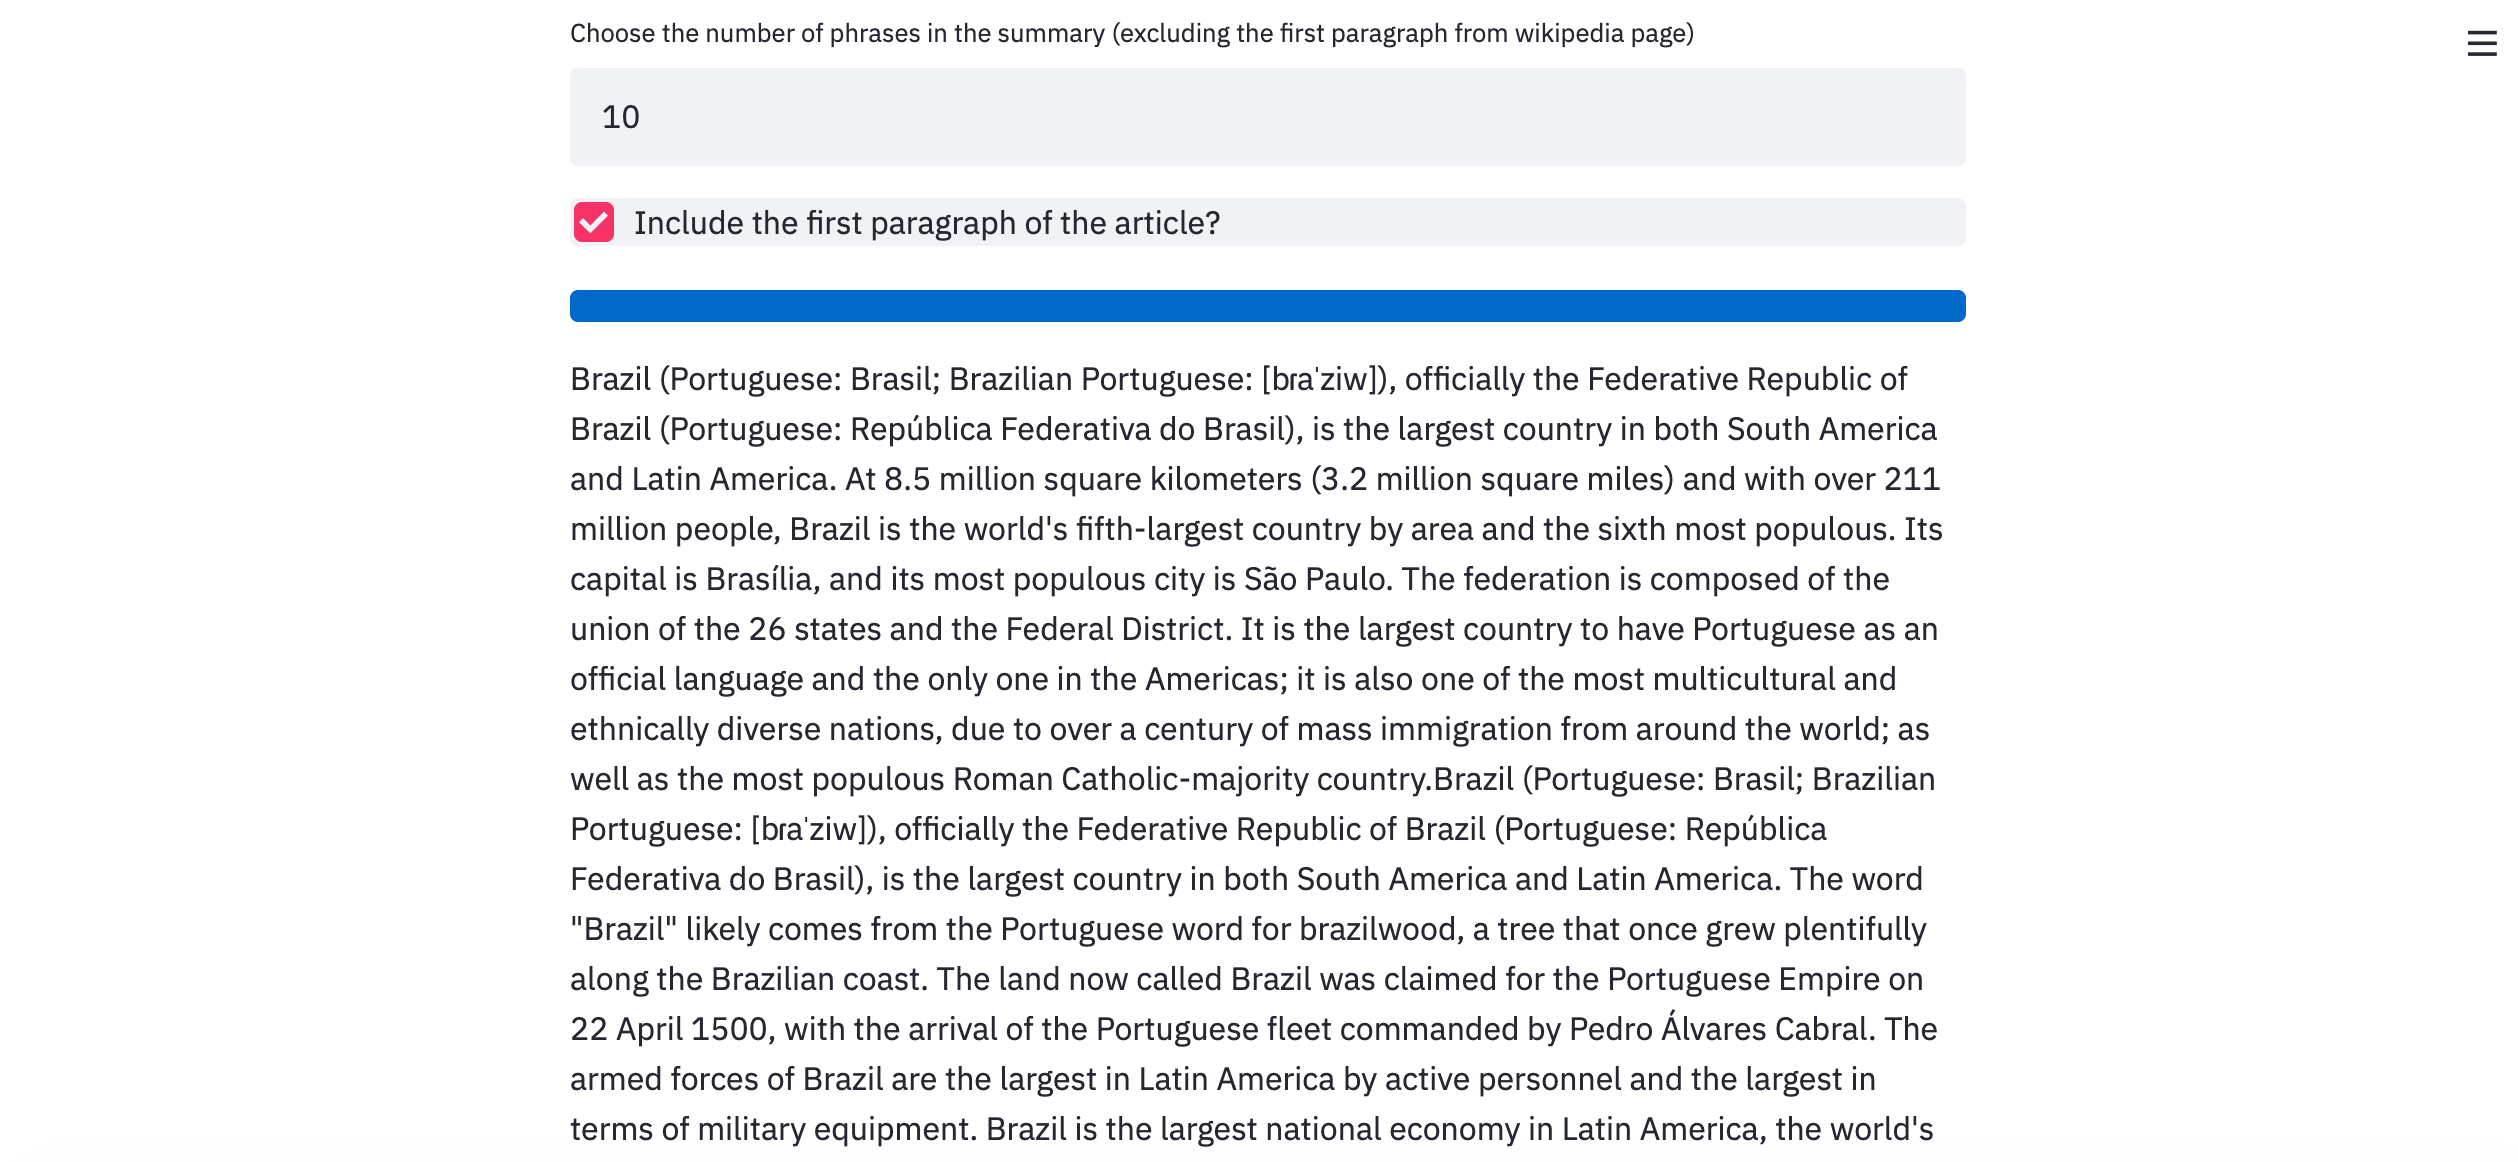 Choose the number of phrases in the summary (excluding the first paragraph from wikipedia page)
10
Include the first paragraph of the article?
Brazil (Portuguese: Brasil; Brazilian Portuguese: [bɾaˈziw]), officially the Federative Republic of
Brazil (Portuguese: República Federativa do Brasil), is the largest country in both South America
and Latin America. At 8.5 million square kilometers (3.2 million square miles) and with over 211
million people, Brazil is the world's fifth-largest country by area and the sixth most populous. Its
capital is Brasília, and its most populous city is São Paulo. The federation is composed of the
union of the 26 states and the Federal District. It is the largest country to have Portuguese as an
official language and the only one in the Americas; it is also one of the most multicultural and
ethnically diverse nations, due to over a century of mass immigration from around the world; as
well as the most populous Roman Catholic-majority country.Brazil (Portuguese: Brasil; Brazilian
Portuguese: [bɾaˈziw]), officially the Federative Republic of Brazil (Portuguese: República
Federativa do Brasil), is the largest country in both South America and Latin America. The word
"Brazil" likely comes from the Portuguese word for brazilwood, a tree that once grew plentifully
along the Brazilian coast. The land now called Brazil was claimed for the Portuguese Empire on
22 April 1500, with the arrival of the Portuguese fleet commanded by Pedro Álvares Cabral. The
armed forces of Brazil are the largest in Latin America by active personnel and the largest in
terms of military equipment. Brazil is the largest national economy in Latin America, the world's